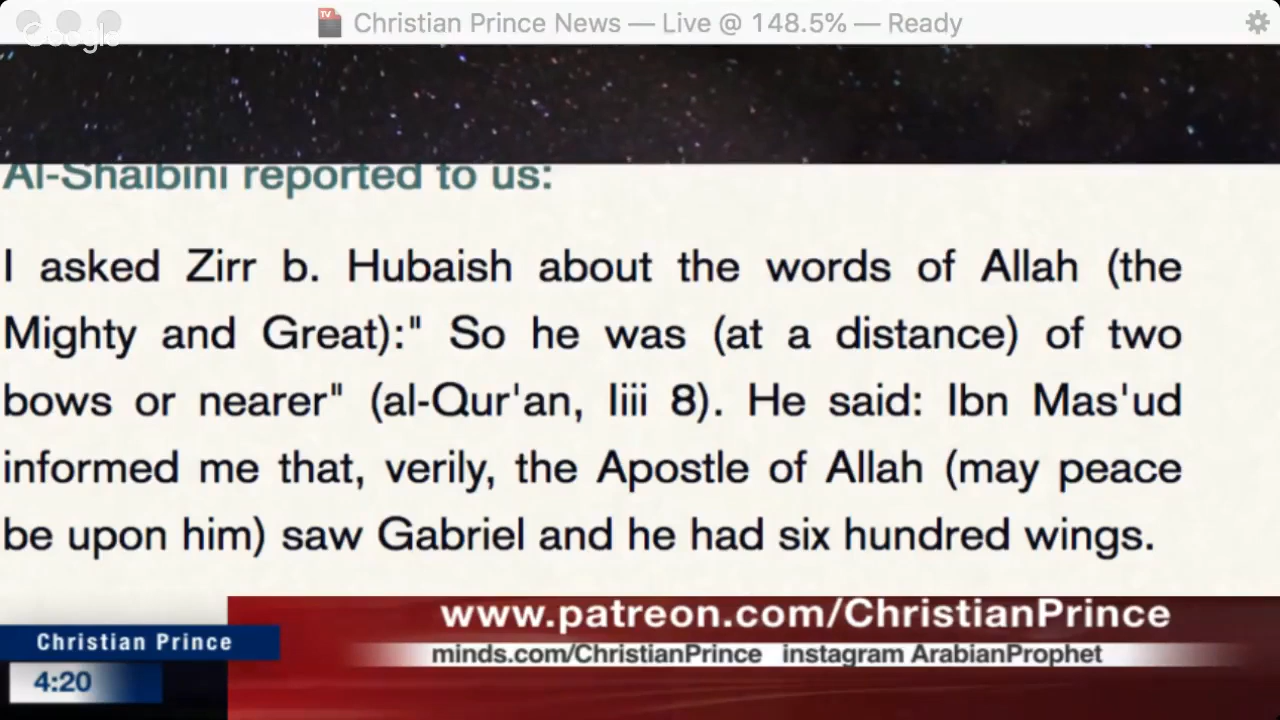 Christian Prince News — Live @ 148.5% — Ready
Google
Al-Shaibini reported to us:
I asked Zirr b. Hubaish about the words of Allah (the
Mighty and Great):" So he was (at a distance) of two
bows or nearer" (al-Qur'an, liii 8). He said: Ibn Mas'ud
informed me that, verily, the Apostle of Allah (may peace
be upon him) saw Gabriel and he had six hundred wings.
www.patreon.com/ChristianPrince
Christian Prince
minds.com/ChristianPrince instagram ArabianProphet
4:20